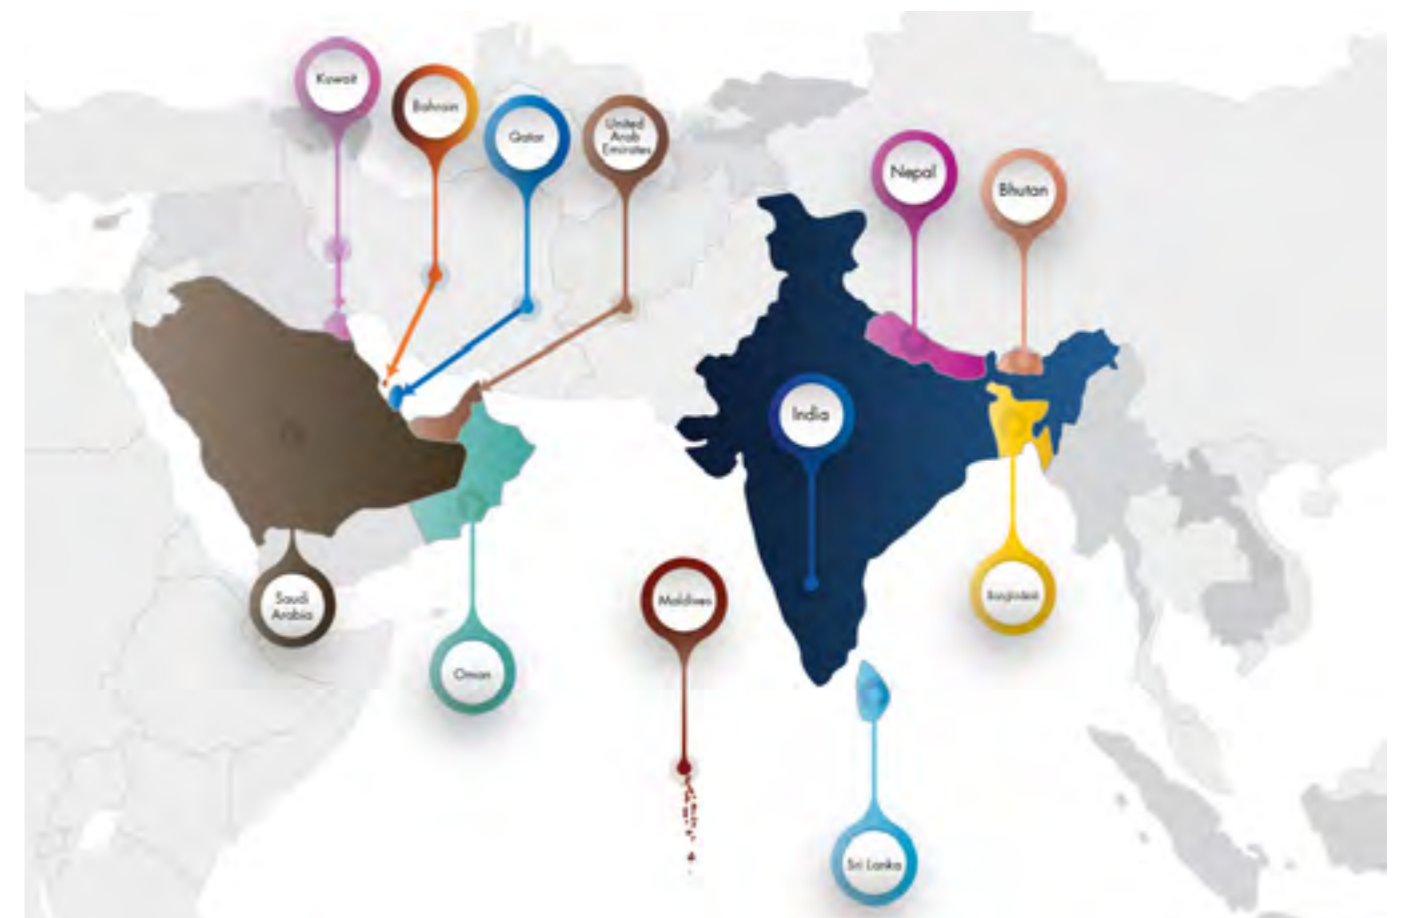 Kuwait
Bahrain
Qatar
United
Arab
Emirates
Nepal
Bhutan
India
Saudi
Arabia
Maldives
Bangladesh
Oman
Sri Lanka